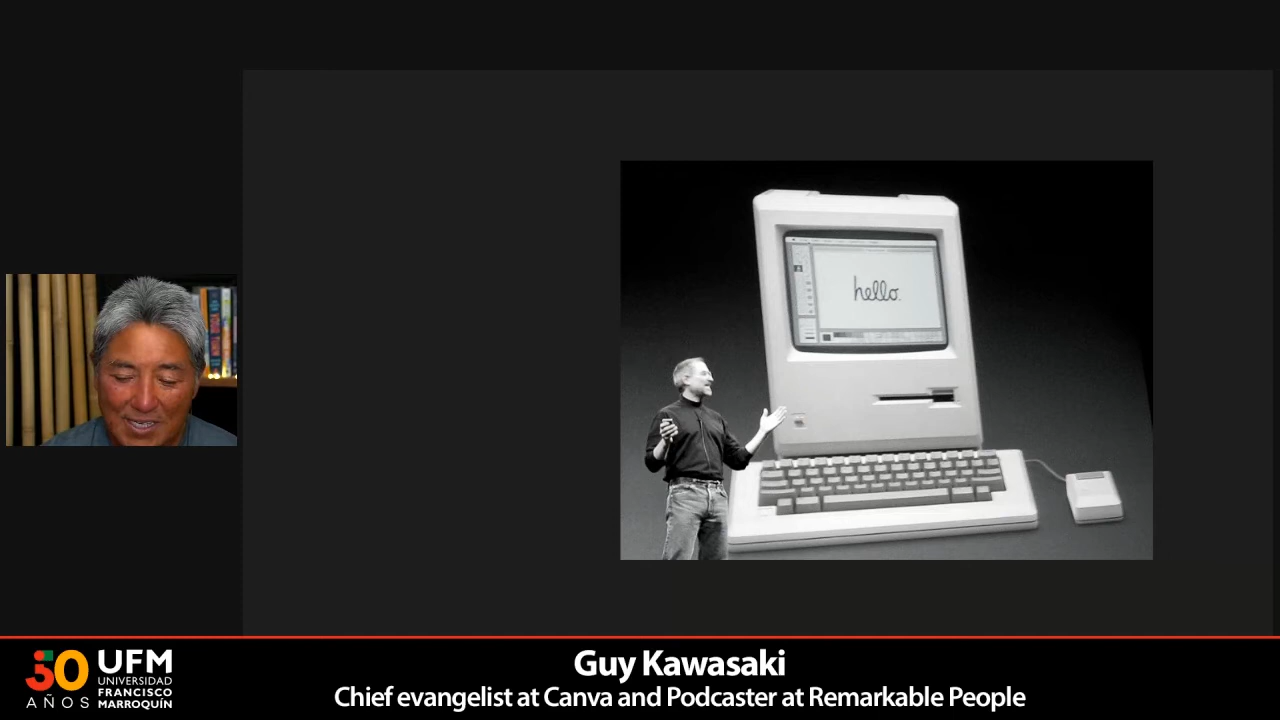 hello.
50
AÑOS
UFM
UNIVERSIDAD
FRANCISCO
MARROQUÍN
Guy Kawasaki
Chief evangelist at Canva and Podcaster at Remarkable People